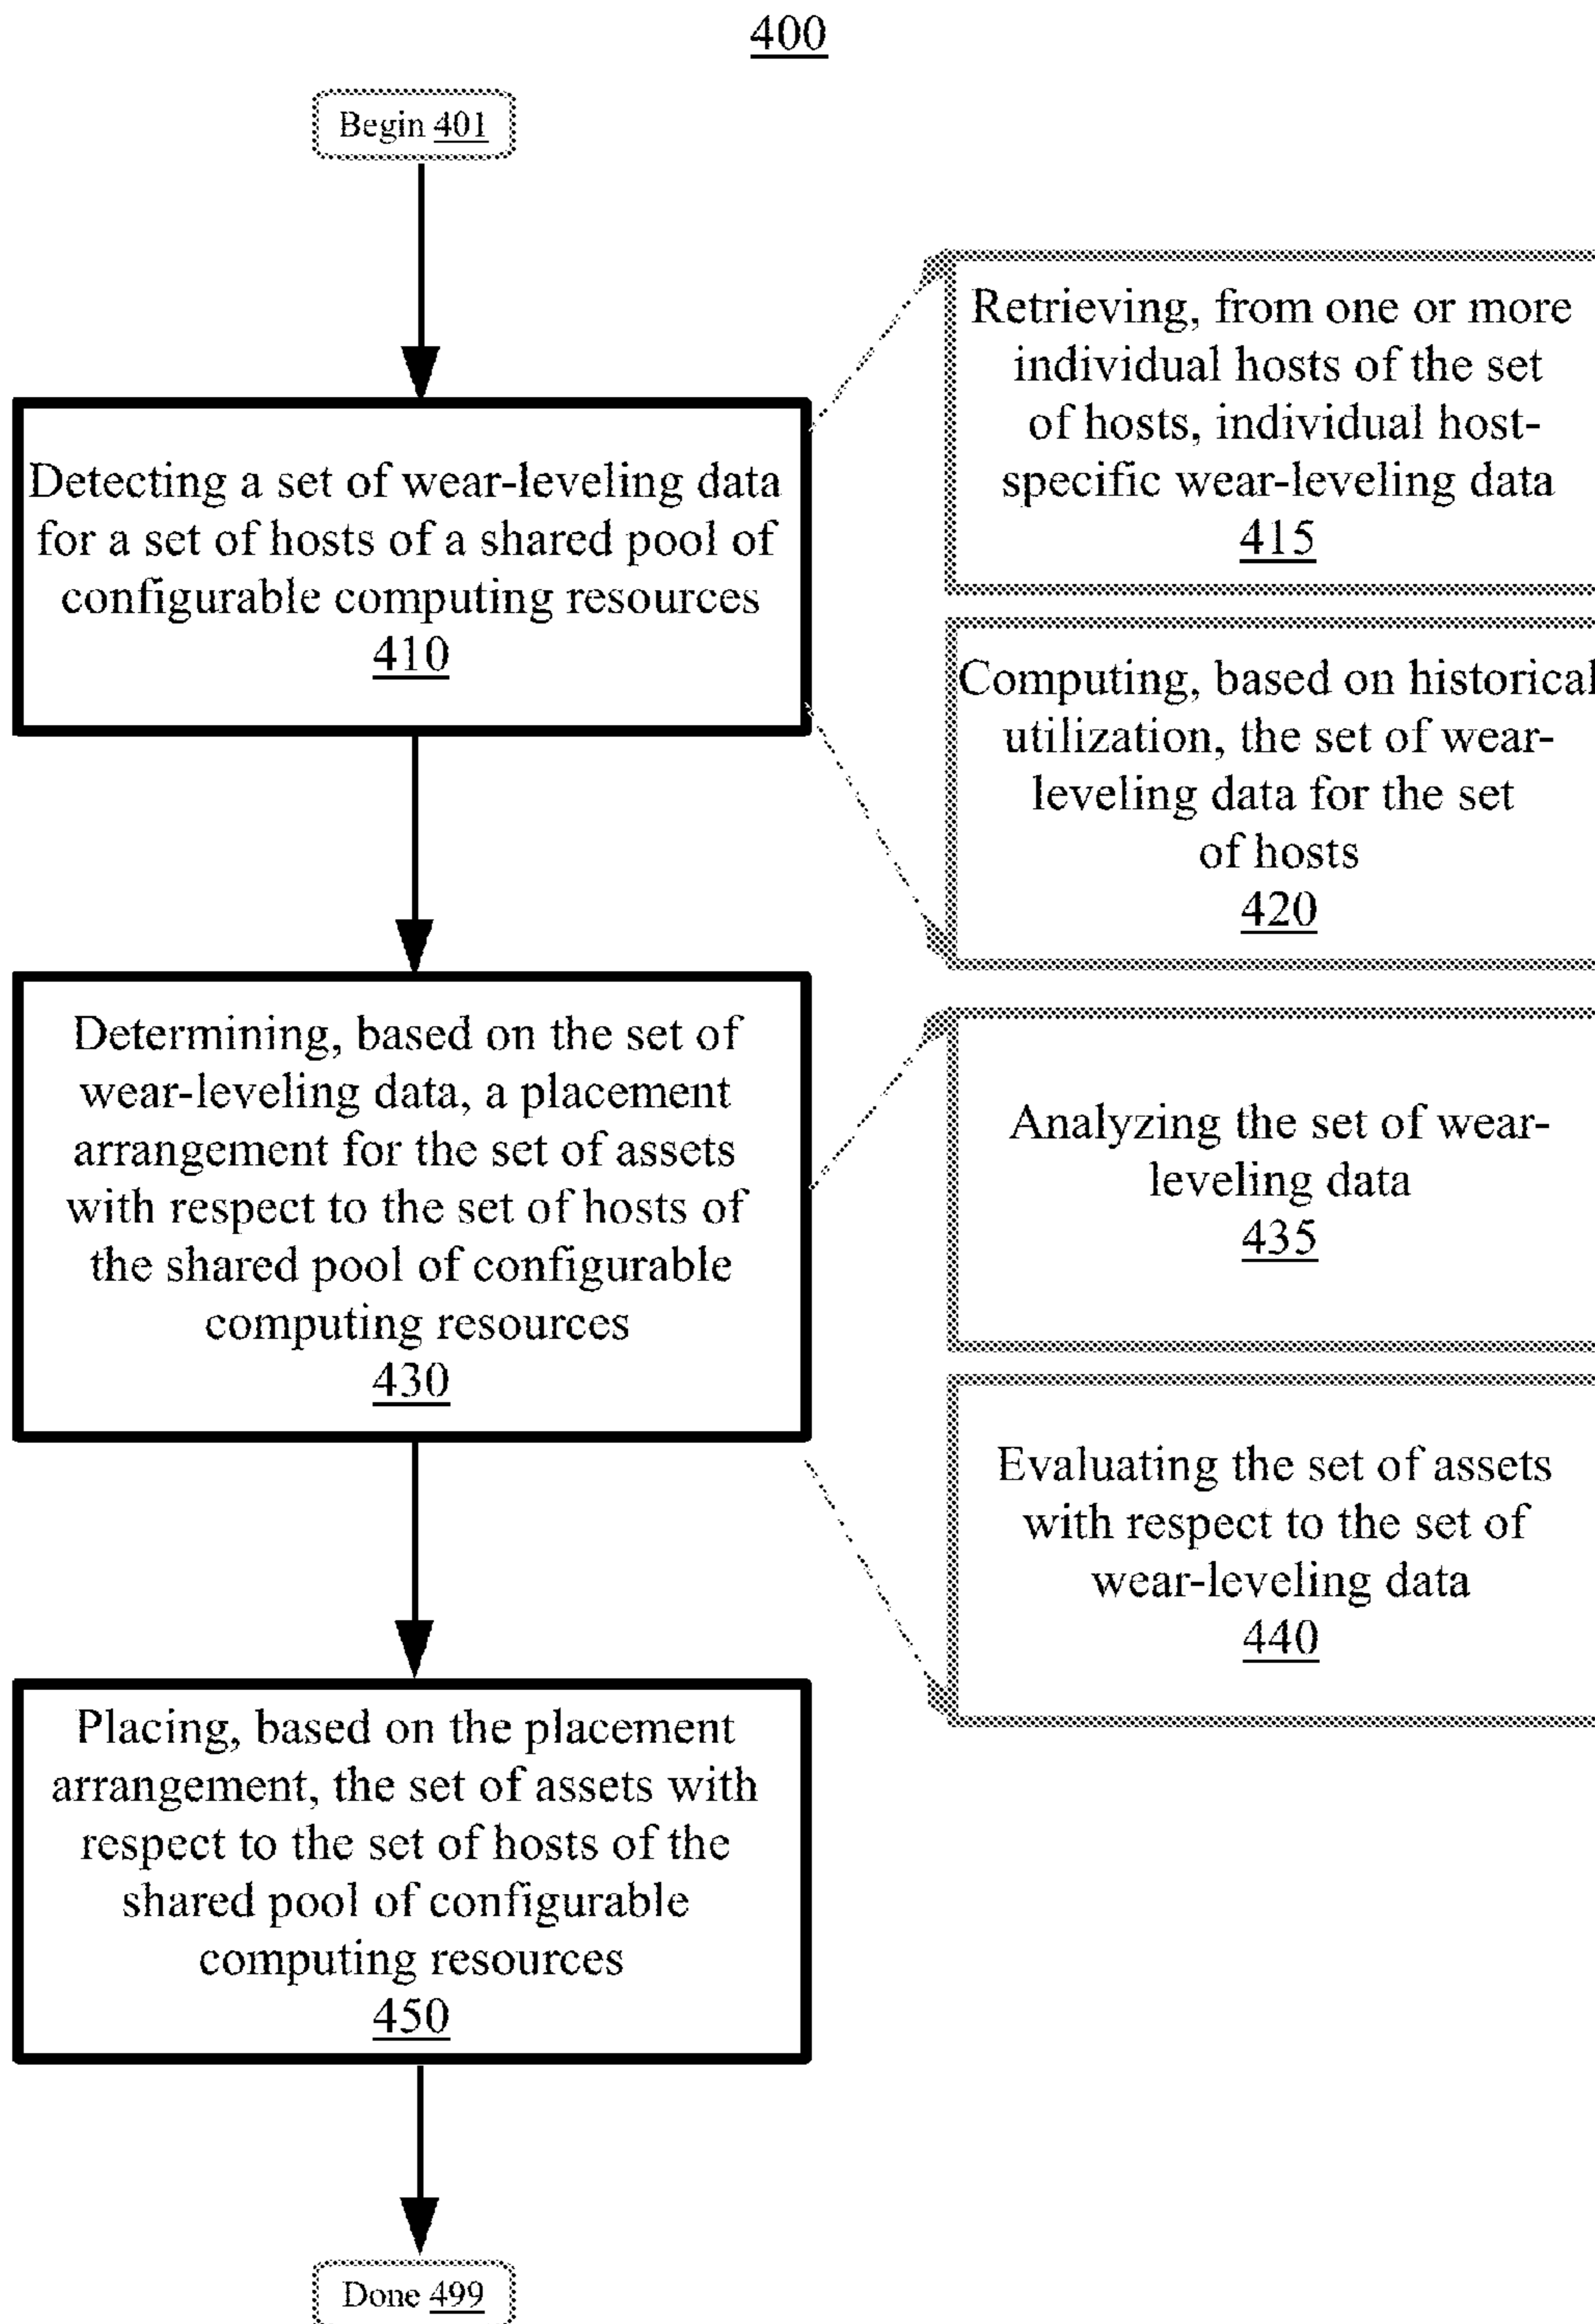 400
Begin 401
Detecting a set of wear-leveling data
for a set of hosts of a shared pool of
configurable computing resources
410
Retrieving, from one or more
individual hosts of the set
of hosts, individual host-
specific wear-leveling data
415
Computing, based on historical
utilization, the set of wear-
leveling data for the set
of hosts
420
Determining, based on the set of
wear-leveling data, a placement
arrangement for the set of assets
with respect to the set of hosts of
the shared pool of configurable
computing resources
430
Analyzing the set of wear-
leveling data
435
Evaluating the set of assets
with respect to the set of
wear-leveling data
440
Placing, based on the placement
arrangement, the set of assets with
respect to the set of hosts of the
shared pool of configurable
computing resources
450
Done 499